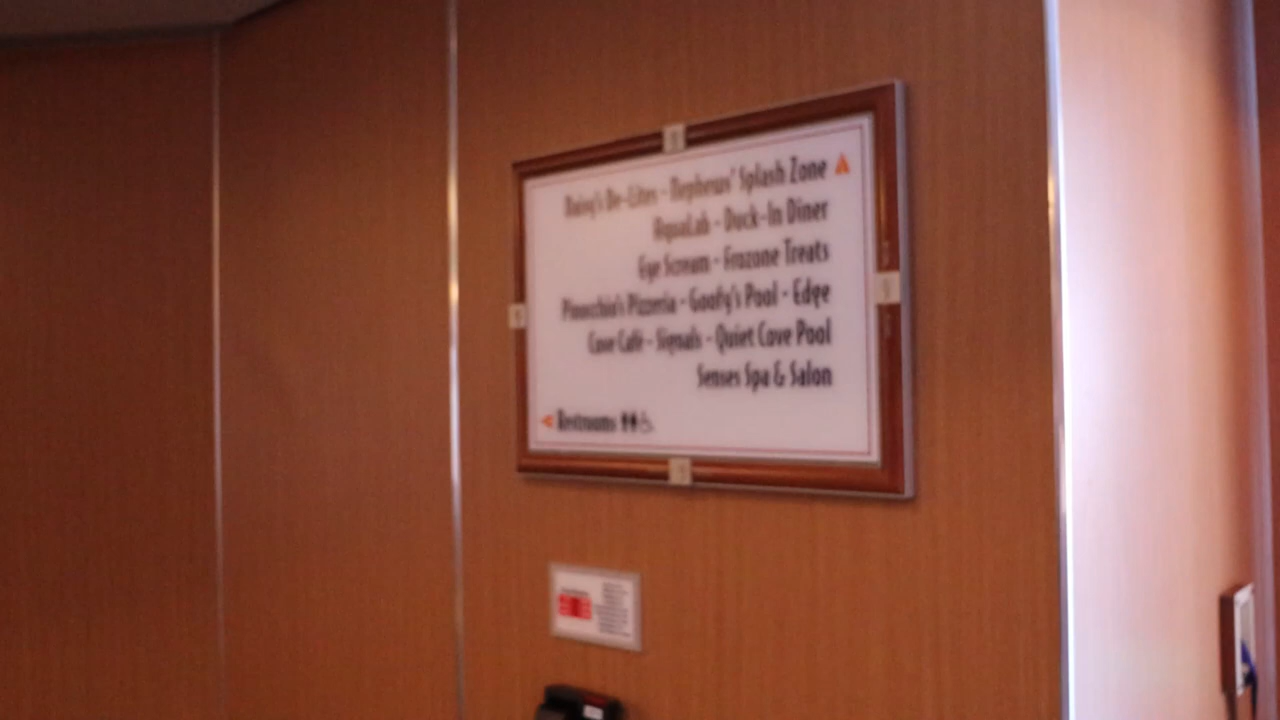 Daisy's De-Lites - Nephews' Splash Zone
AquaLab - Duck-In Diner
Eye Scream - Frozone Treats
Pinocchio's Pizzeria - Goofy's Pool - Edge
Cove Café - Signals - Quiet Cove Pool
Senses Spa & Salon
Restrooms